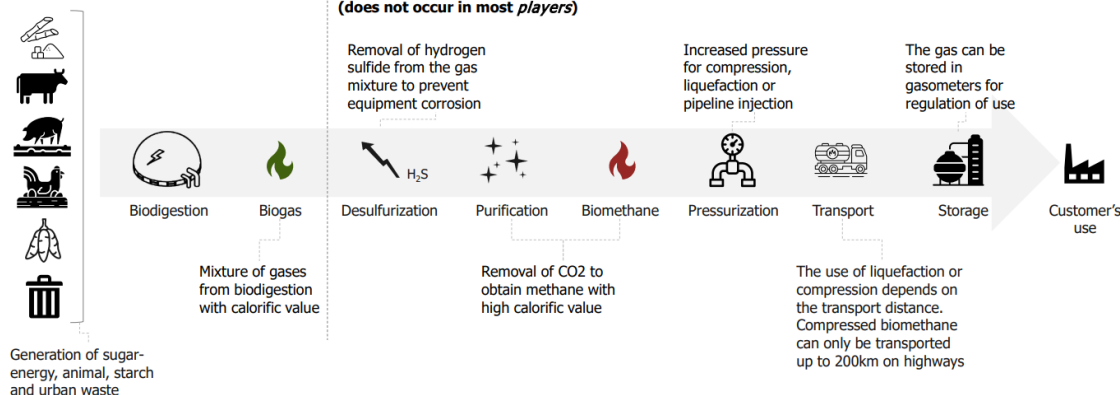 (does not occur in most players)
Removal of hydrogen
sulfide from the gas
mixture to prevent
equipment corrosion
Increased pressure
for compression,
liquefaction or
pipeline injection
The gas can be
stored in
gasometers for
regulation of use
H2S
Biodigestion
Biogas
Desulfurization
Purification
Biomethane
Pressurization
Transport
Storage
Customer's
use
Mixture of gases
from biodigestion
with calorific value
Removal of CO2 to
obtain methane with
high calorific value
The use of liquefaction or
compression depends on
the transport distance.
Compressed biomethane
can only be transported
up to 200km on highways
Generation of sugar-
energy, animal, starch
and urban waste